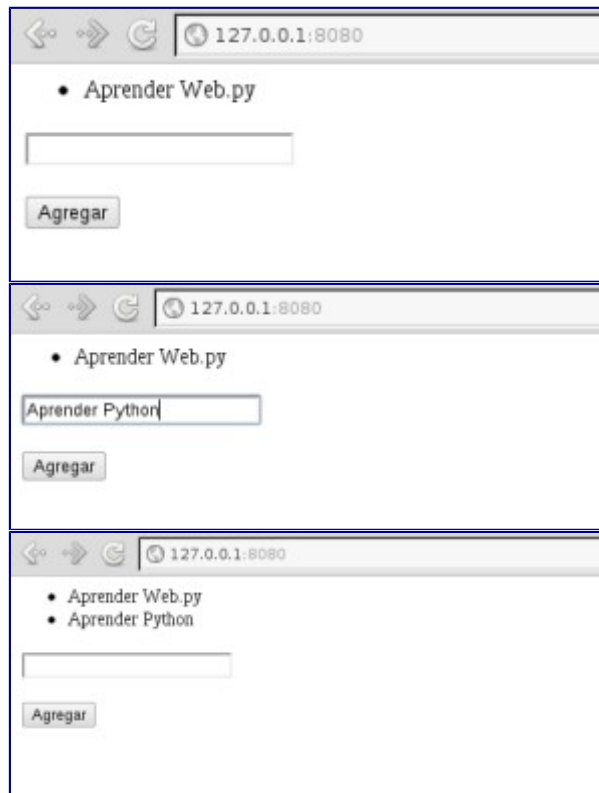 127.0.0.1:8080
• Aprender Web.py
Agregar
127.0.0.1:8080
• Aprender Web.py
Aprender Python
Agregar
127.0.0.1:8080
• Aprender Web.py
• Aprender Python
Agregar